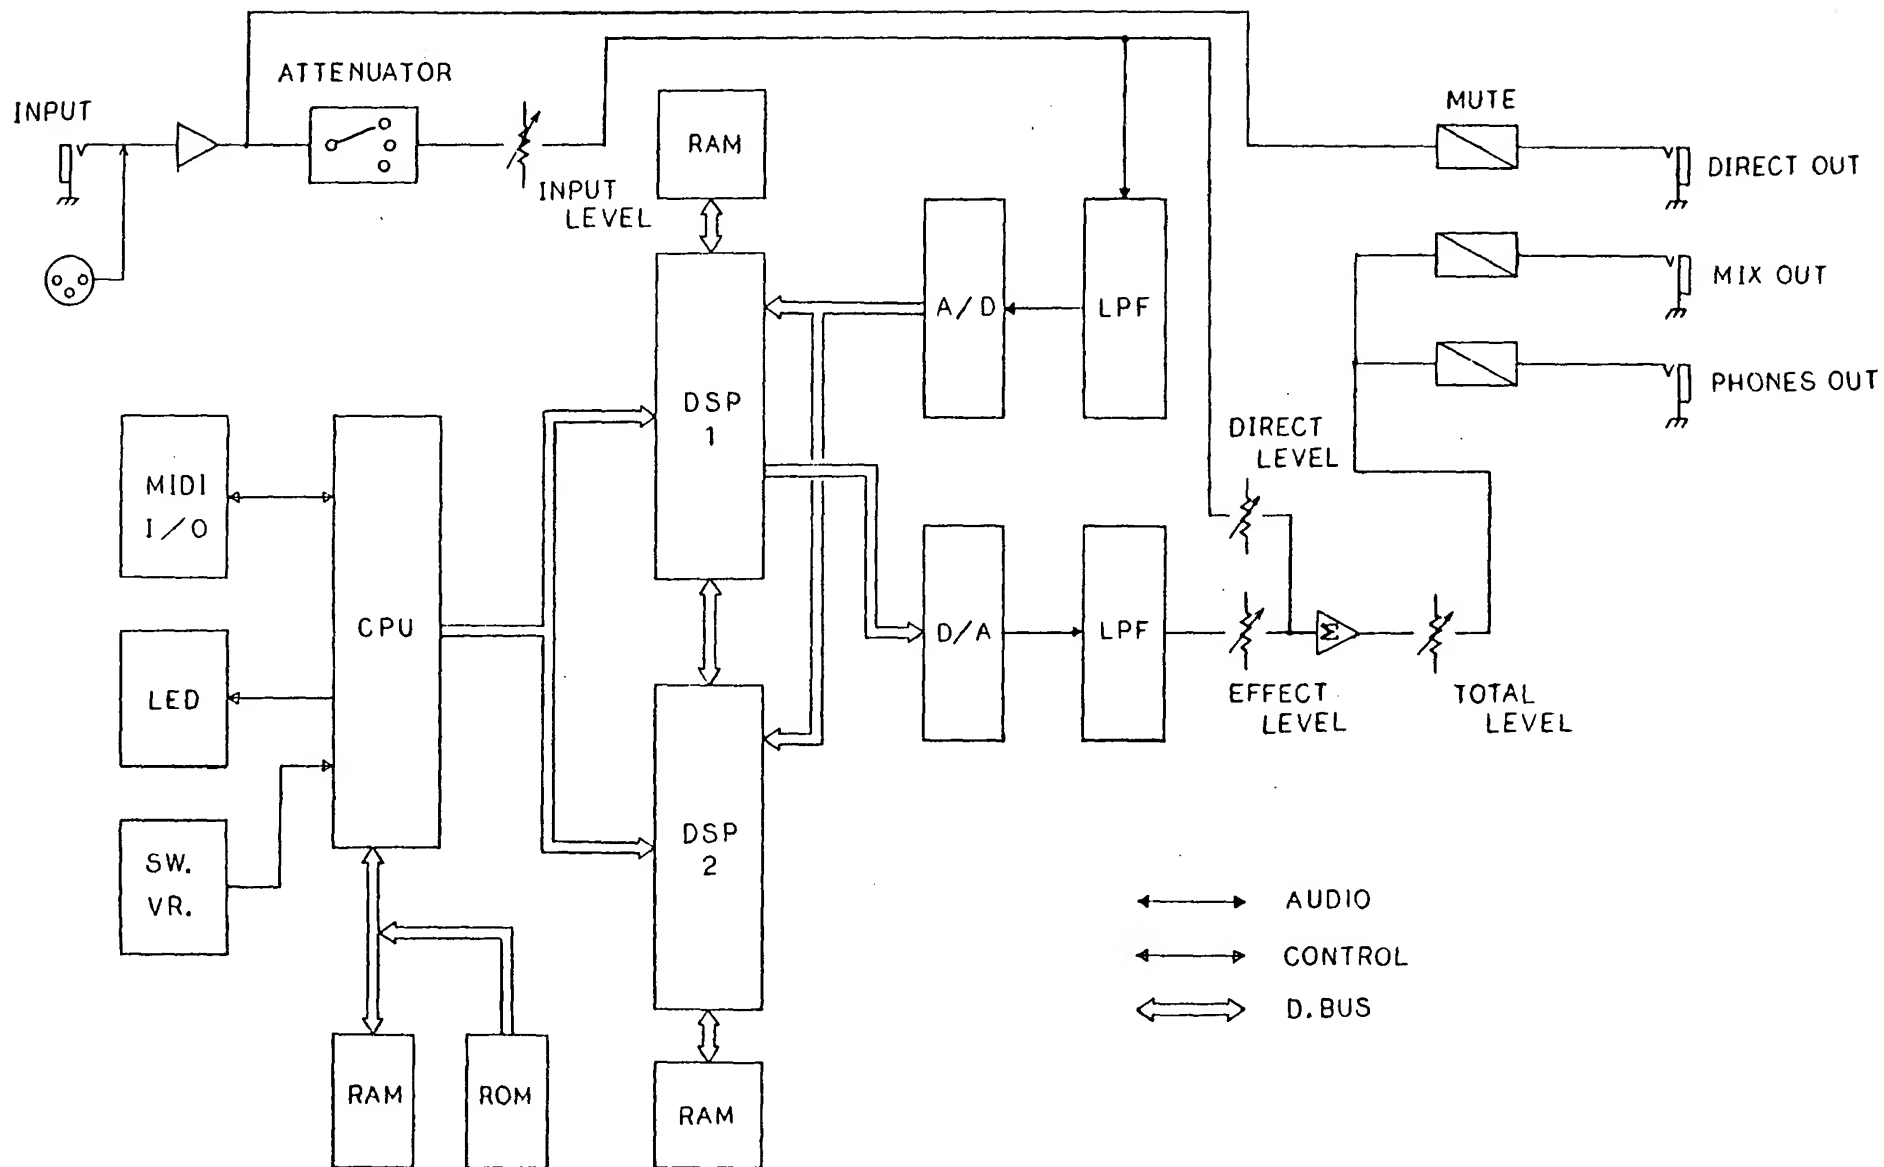 ATTENUATOR
INPUT
MUTE
RAM
DIRECT OUT
INPUT
LEVEL
MIX OUT
A/D
LPF
PHONES OUT
DSP
1
DIRECT
LEVEL
MIDI
I/O
CPU
D/A
LPF
Σ
LED
EFFECT
LEVEL
TOTAL
LEVEL
DSP
2
SW.
VR.
AUDIO
CONTROL
D.BUS
RAM
ROM
RAM